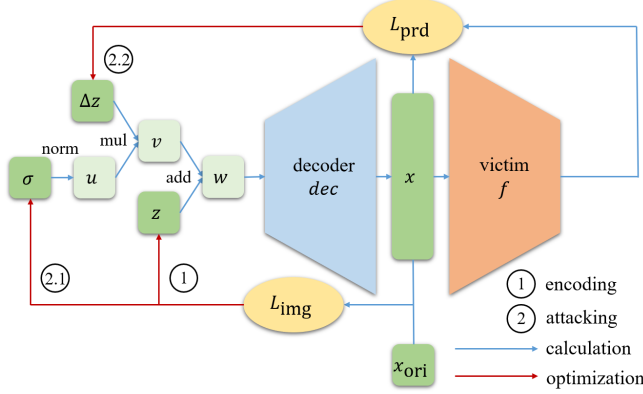 L_prd
2.2
Δz
norm
mul
v
σ
u
add
w
decoder
dec
x
victim
f
z
2.1
1
L_img
1 encoding
2 attacking
x_ori
calculation
optimization